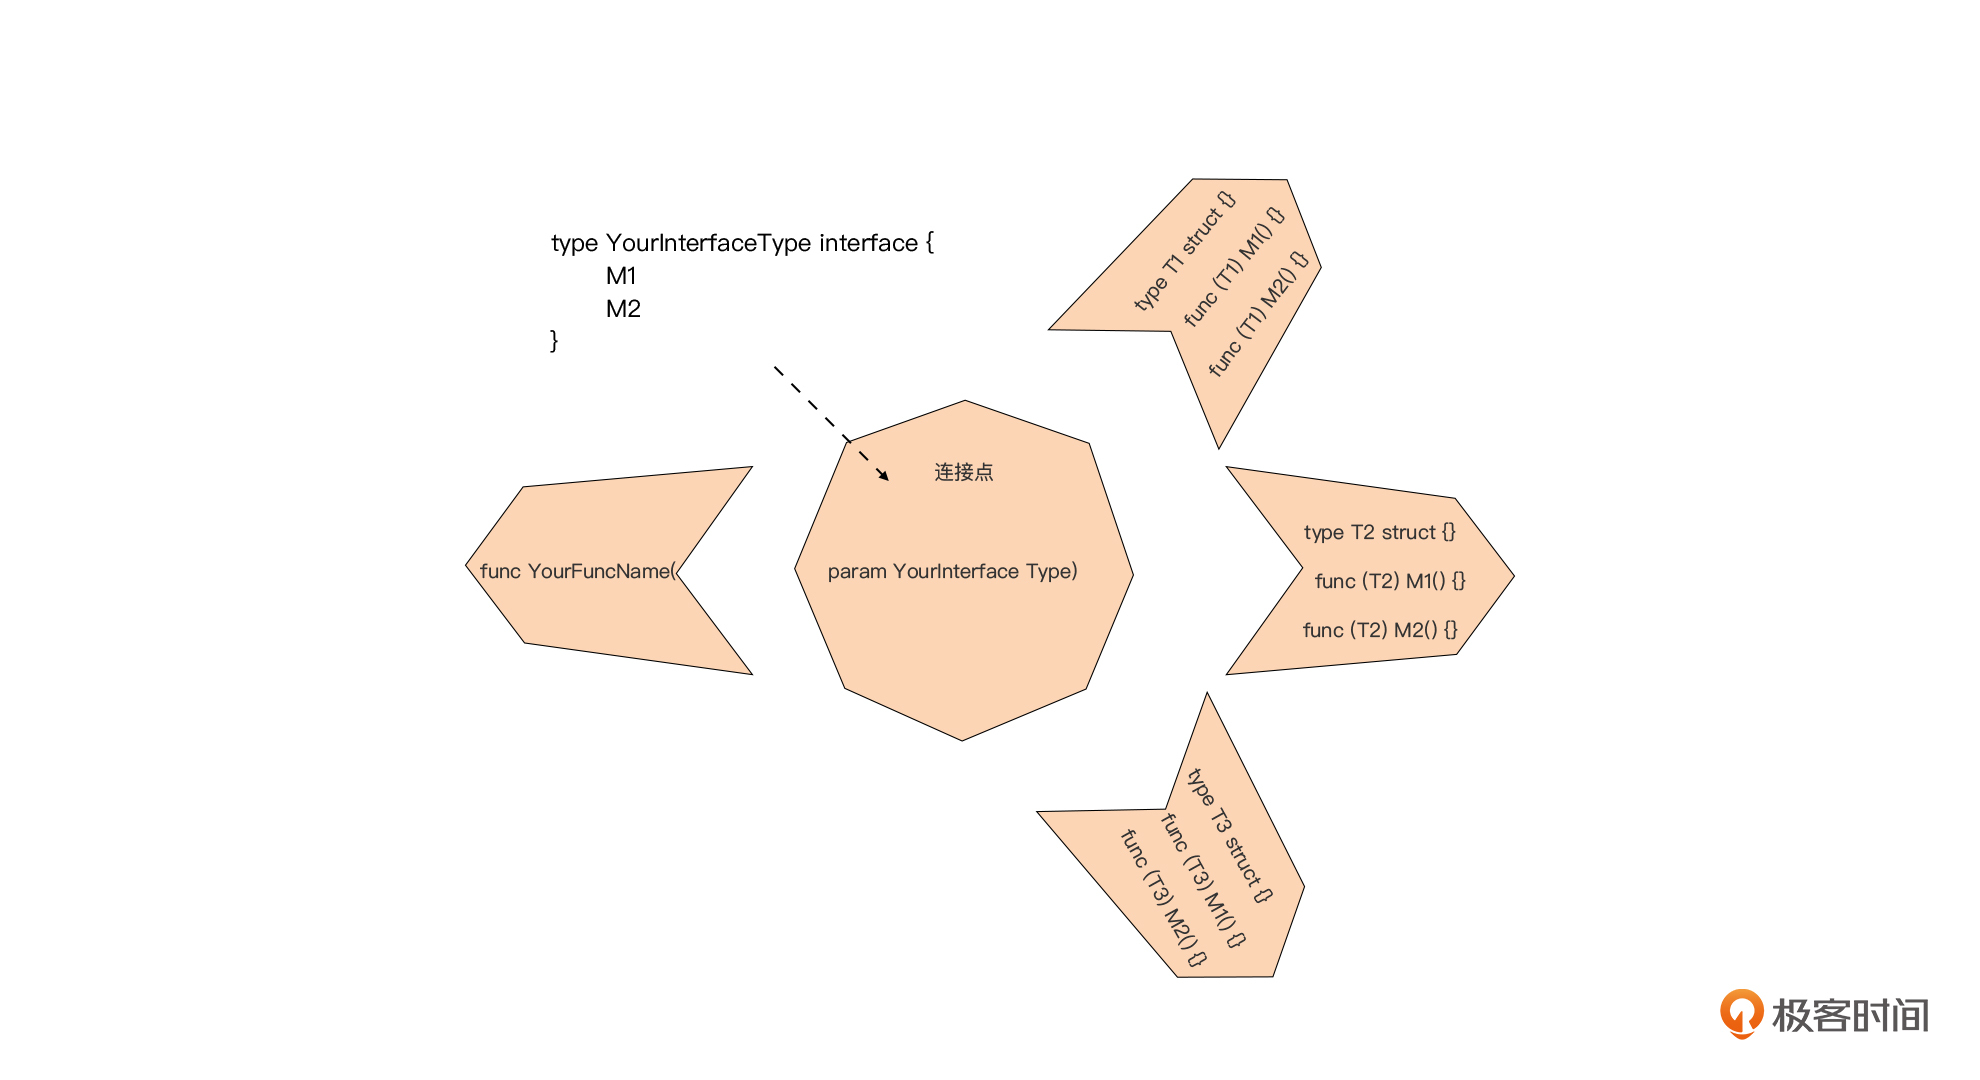 type YourInterfaceType interface {
M1
M2
}
连接点
func YourFuncName(
param YourInterface Type)
type T1 struct {}
func (T1) M1() {}
func (T1) M2() {}
type T2 struct {}
func (T2) M1() {}
func (T2) M2() {}
type T3 struct {}
func (T3) M1() {}
func (T3) M2() {}
极客时间